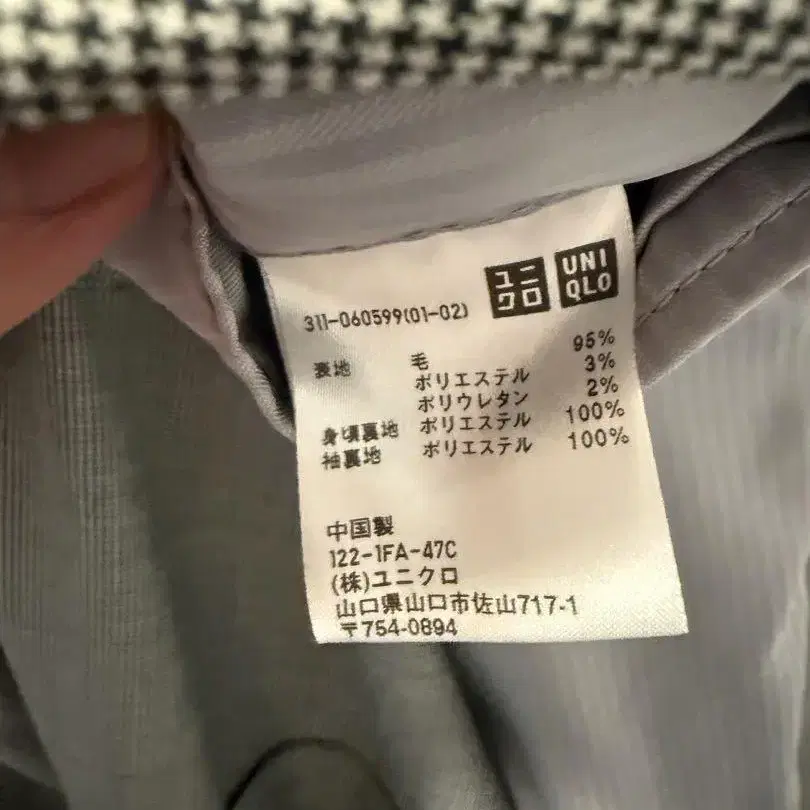 ユニクロ
UNI
QLO
311-060599(01-02)
表地 毛 95%
ポリエステル 3%
ポリウレタン 2%
身頃裏地 ポリエステル 100%
袖裏地 ポリエステル 100%
中国製
122-1FA-47C
(株)ユニクロ
山口県山口市佐山717-1
〒754-0894